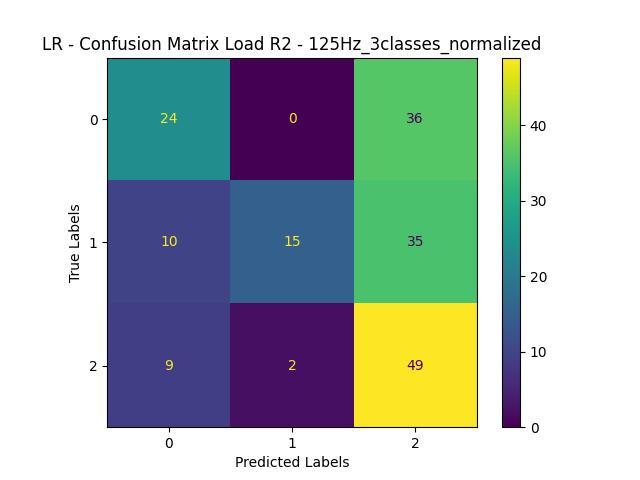 LR - Confusion Matrix Load R2 - 125Hz_3classes_normalized
0 24 0 36
1 10 15 35
2 9 2 49
0 1 2
Predicted Labels
True Labels
40
30
20
10
0